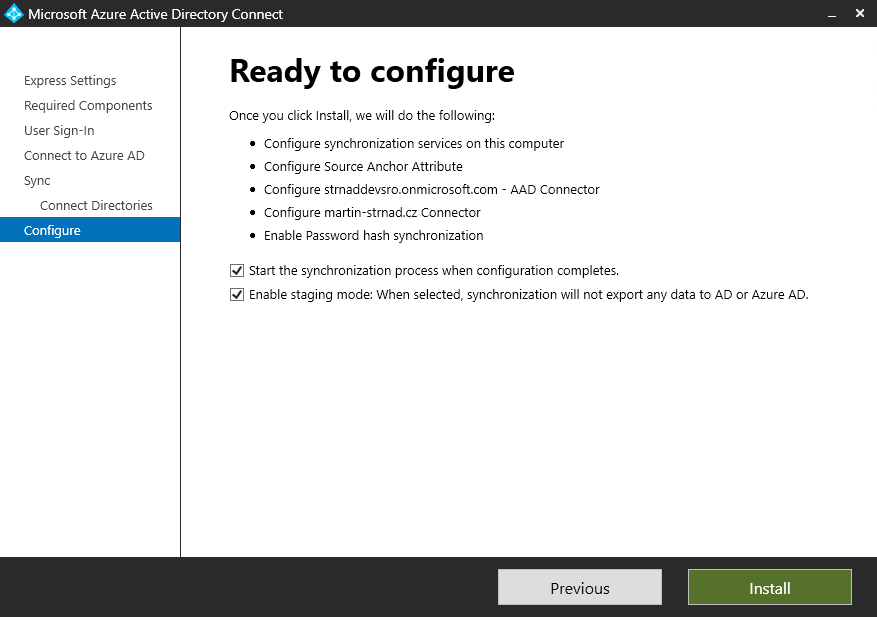 Microsoft Azure Active Directory Connect
Express Settings
Required Components
User Sign-In
Connect to Azure AD
Sync
Connect Directories
Configure
Ready to configure
Once you click Install, we will do the following:
• Configure synchronization services on this computer
• Configure Source Anchor Attribute
• Configure strnaddevsro.onmicrosoft.com - AAD Connector
• Configure martin-strnad.cz Connector
• Enable Password hash synchronization
Start the synchronization process when configuration completes.
Enable staging mode: When selected, synchronization will not export any data to AD or Azure AD.
Previous
Install